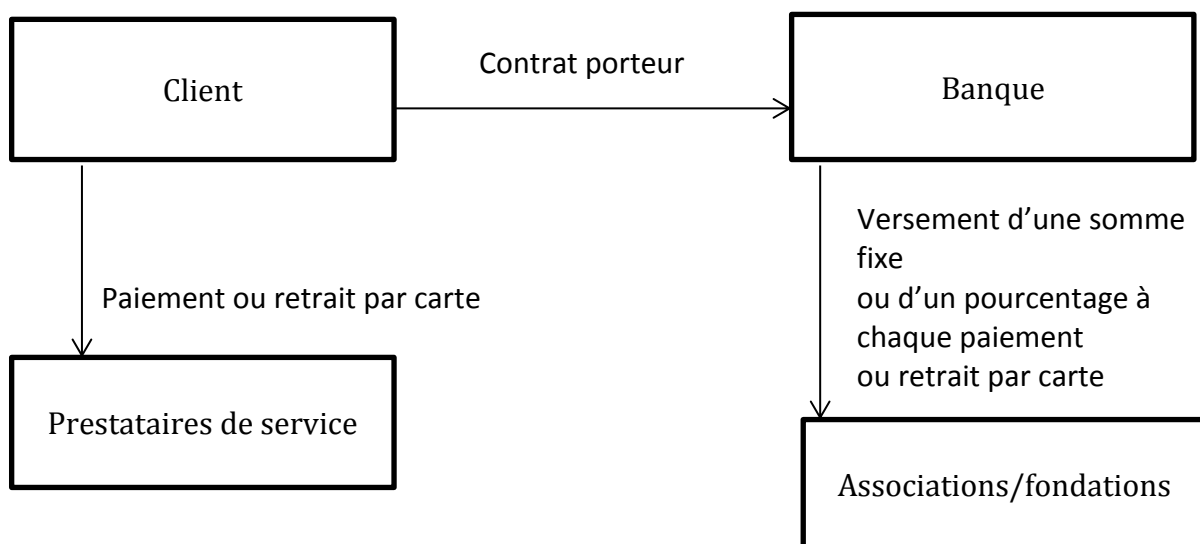 Client
Contrat porteur
Banque
Versement d’une somme
fixe
ou d’un pourcentage à
chaque paiement
ou retrait par carte
Paiement ou retrait par carte
Prestataires de service
Associations/fondations